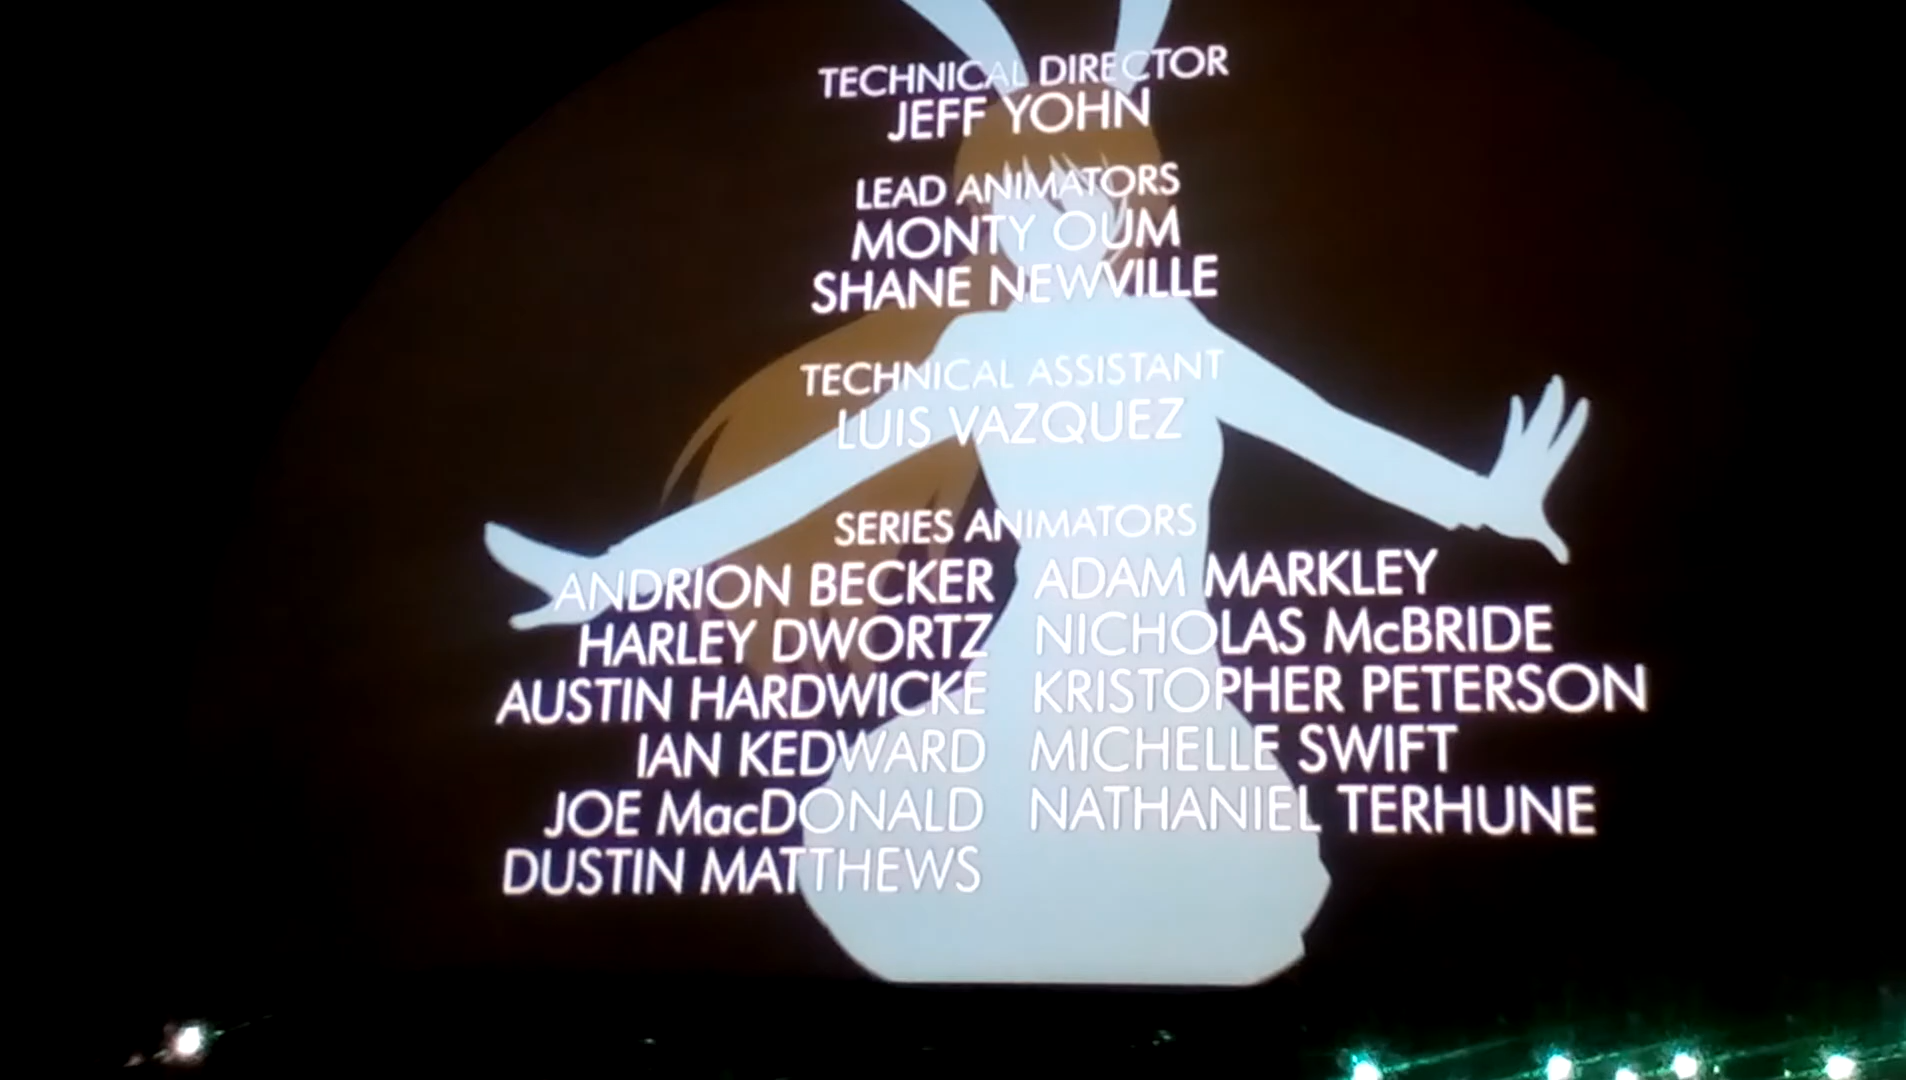 TECHNICAL DIRECTOR
JEFF YOHN
LEAD ANIMATORS
MONTY OUM
SHANE NEWVILLE
TECHNICAL ASSISTANT
LUIS VAZQUEZ
SERIES ANIMATORS
ANDRION BECKER
HARLEY DWORTZ
AUSTIN HARDWICKE
IAN KEDWARD
JOE MacDONALD
DUSTIN MATTHEWS
ADAM MARKLEY
NICHOLAS McBRIDE
KRISTOPHER PETERSON
MICHELLE SWIFT
NATHANIEL TERHUNE